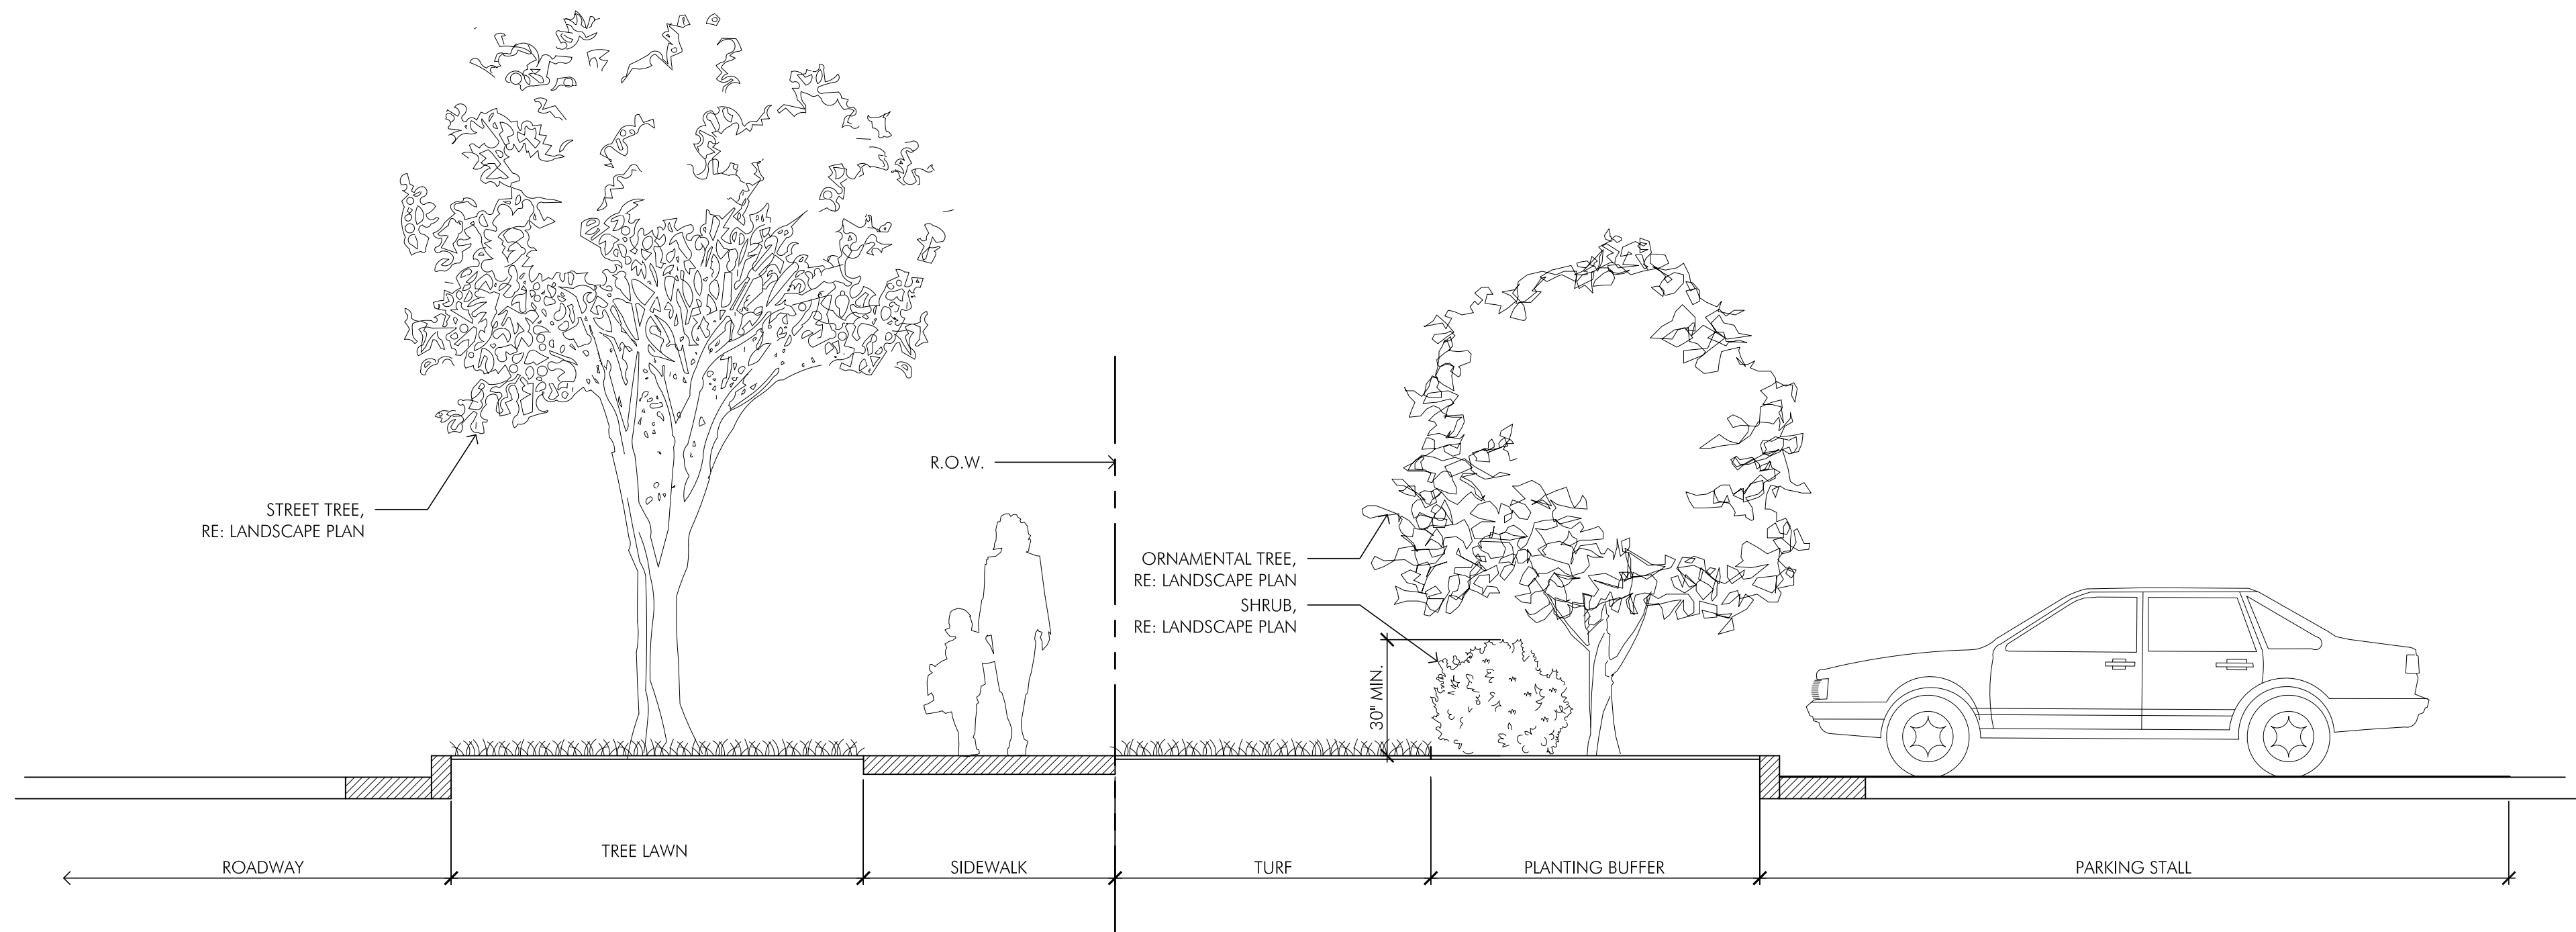 R.O.W.
STREET TREE,
RE: LANDSCAPE PLAN
ORNAMENTAL TREE,
RE: LANDSCAPE PLAN
SHRUB,
RE: LANDSCAPE PLAN
30" MIN.
ROADWAY
TREE LAWN
SIDEWALK
TURF
PLANTING BUFFER
PARKING STALL